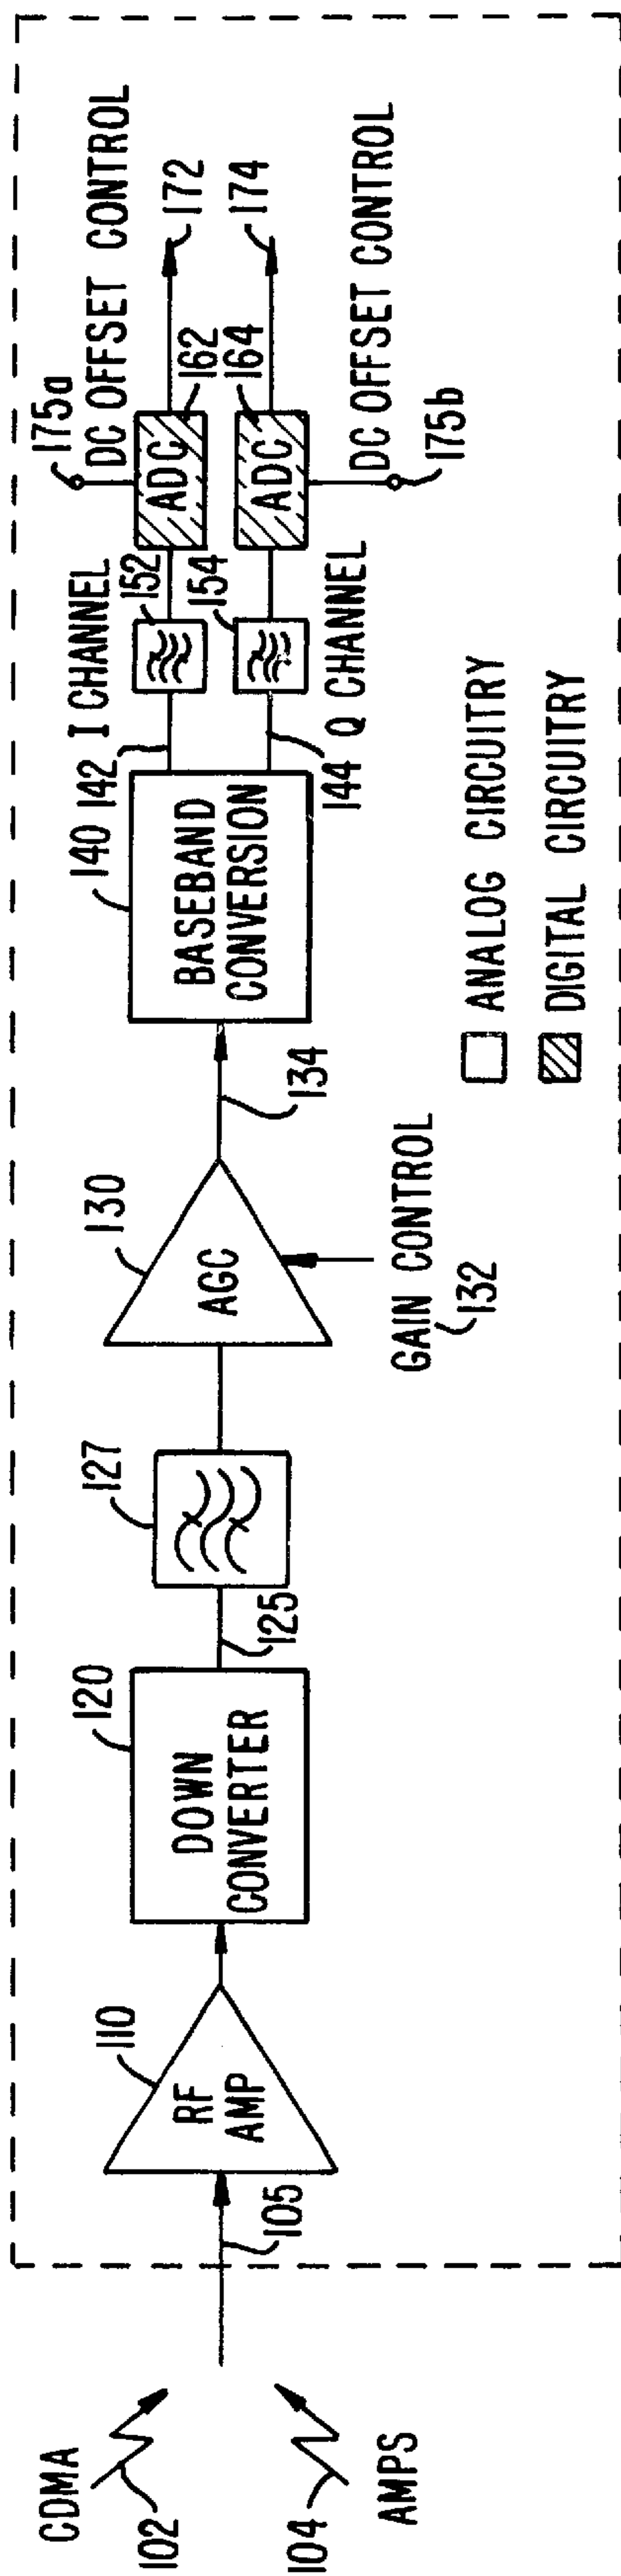 CDMA
102
104
AMPS
105
110
RF
AMP
120
DOWN
CONVERTER
125
127
130
AGC
GAIN CONTROL
132
134
140
BASEBAND
CONVERSION
142
I CHANNEL
144
Q CHANNEL
152
154
175a
DC OFFSET CONTROL
ADC
162
164
ADC
DC OFFSET CONTROL
175b
172
174
ANALOG CIRCUITRY
DIGITAL CIRCUITRY